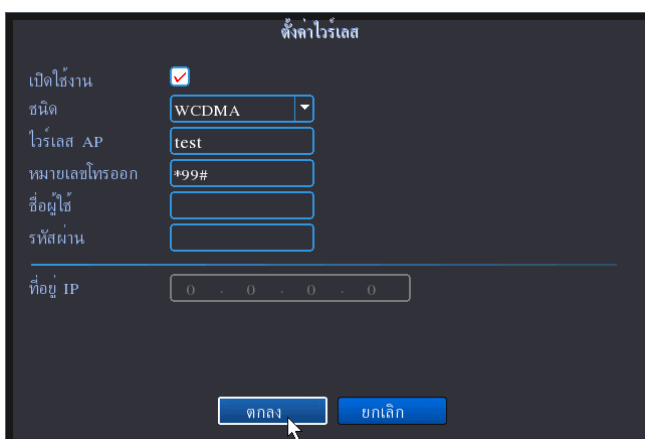 ตั้งค่าไวร์เลส
เปิดใช้งาน
ชนิด WCDMA
ไวร์เลส AP test
หมายเลขโทรออก *99#
ชื่อผู้ใช้
รหัสผ่าน
ที่อยู่ IP 0 . 0 . 0 . 0
ตกลง ยกเลิก